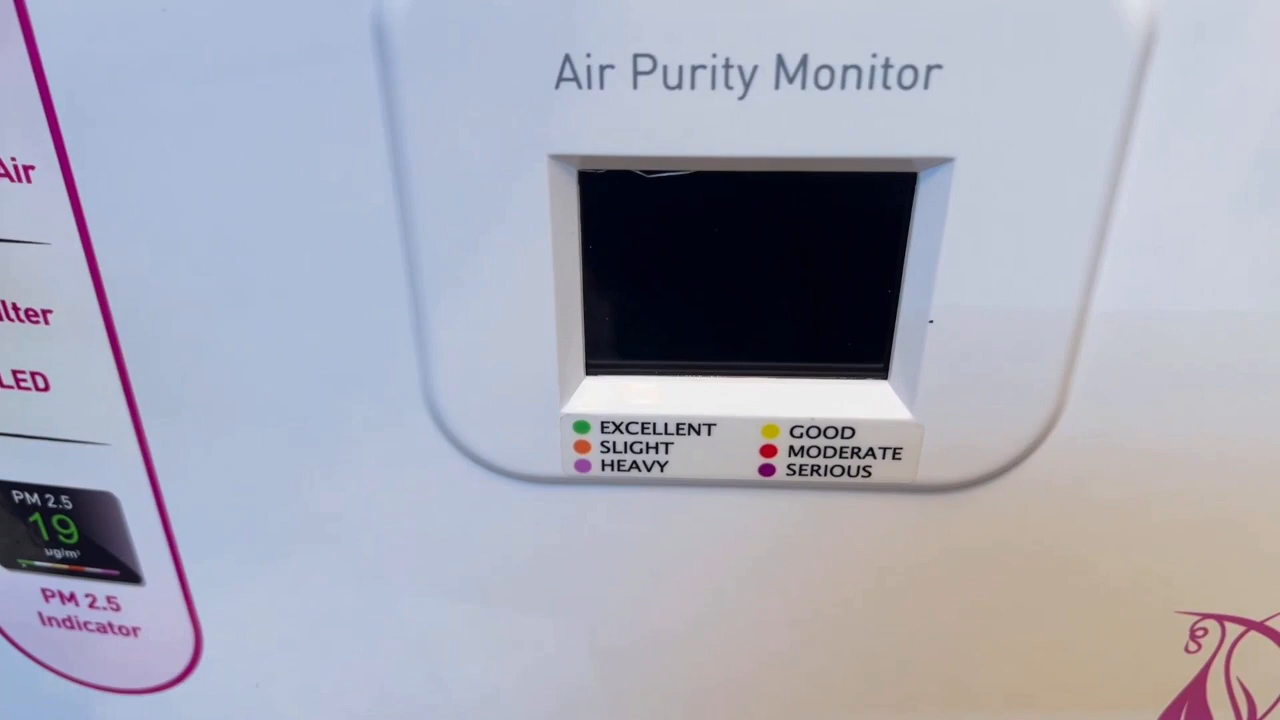 Air Purity Monitor
EXCELLENT GOOD
SLIGHT MODERATE
HEAVY SERIOUS
Air
LED
PM 2.5
19
ug/m³
PM 2.5
Indicator